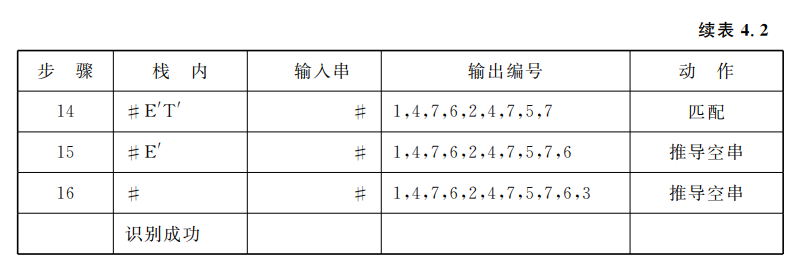 续表 4. 2
步 骤 栈 内 输入串 输出编号 动 作
14 #E′T′ # 1,4,7,6,2,4,7,5,7 匹配
15 #E′ # 1,4,7,6,2,4,7,5,7,6 推导空串
16 # # 1,4,7,6,2,4,7,5,7,6,3 推导空串
识别成功